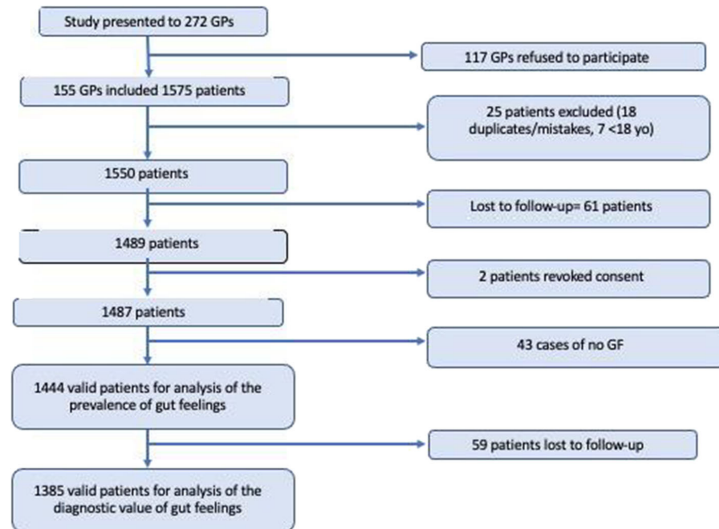 Study presented to 272 GPs
117 GPs refused to participate
155 GPs included 1575 patients
25 patients excluded (18
duplicates/mistakes, 7 <18 yo)
1550 patients
Lost to follow-up= 61 patients
1489 patients
2 patients revoked consent
1487 patients
43 cases of no GF
1444 valid patients for analysis of the
prevalence of gut feelings
59 patients lost to follow-up
1385 valid patients for analysis of the
diagnostic value of gut feelings